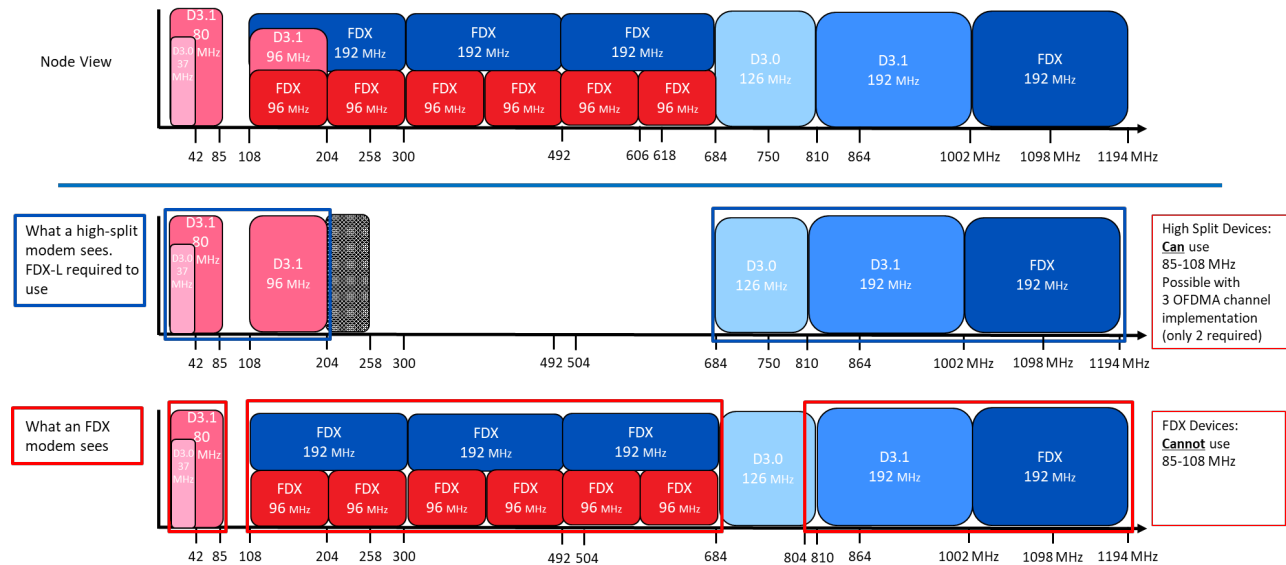 Node View
D3.1
80
MHz
D3.0
37
MHz
D3.1
96 MHz
FDX
192 MHz
FDX
192 MHz
FDX
192 MHz
FDX
96 MHz
FDX
96 MHz
FDX
96 MHz
FDX
96 MHz
FDX
96 MHz
FDX
96 MHz
D3.0
126 MHz
D3.1
192 MHz
FDX
192 MHz
42 85 108 204 258 300 492 606 618 684 750 810 864 1002 MHz 1098 MHz 1194 MHz
What a high-split
modem sees.
FDX-L required to
use
D3.1
80
MHz
D3.0
37
MHz
D3.1
96 MHz
D3.0
126 MHz
D3.1
192 MHz
FDX
192 MHz
42 85 108 204 258 300 492 504 684 750 810 864 1002 MHz 1098 MHz 1194 MHz
High Split Devices:
Can use
85-108 MHz
Possible with
3 OFDMA channel
implementation
(only 2 required)
What an FDX
modem sees
D3.1
80
MHz
D3.0
37
MHz
FDX
192 MHz
FDX
192 MHz
FDX
192 MHz
FDX
96 MHz
FDX
96 MHz
FDX
96 MHz
FDX
96 MHz
FDX
96 MHz
FDX
96 MHz
D3.0
126 MHz
D3.1
192 MHz
FDX
192 MHz
42 85 108 204 258 300 492 504 684 804 810 864 1002 MHz 1098 MHz 1194 MHz
FDX Devices:
Cannot use
85-108 MHz